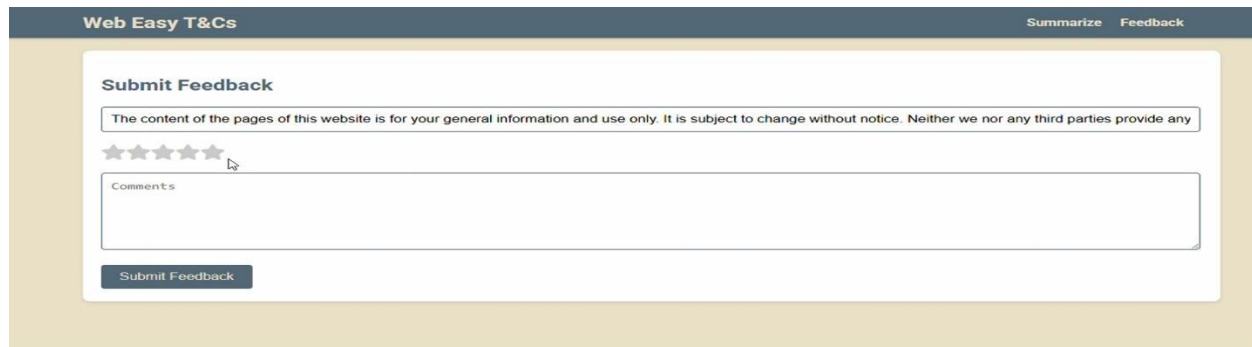 Web Easy T&Cs
Summarize Feedback
Submit Feedback
The content of the pages of this website is for your general information and use only. It is subject to change without notice. Neither we nor any third parties provide any
Comments
Submit Feedback